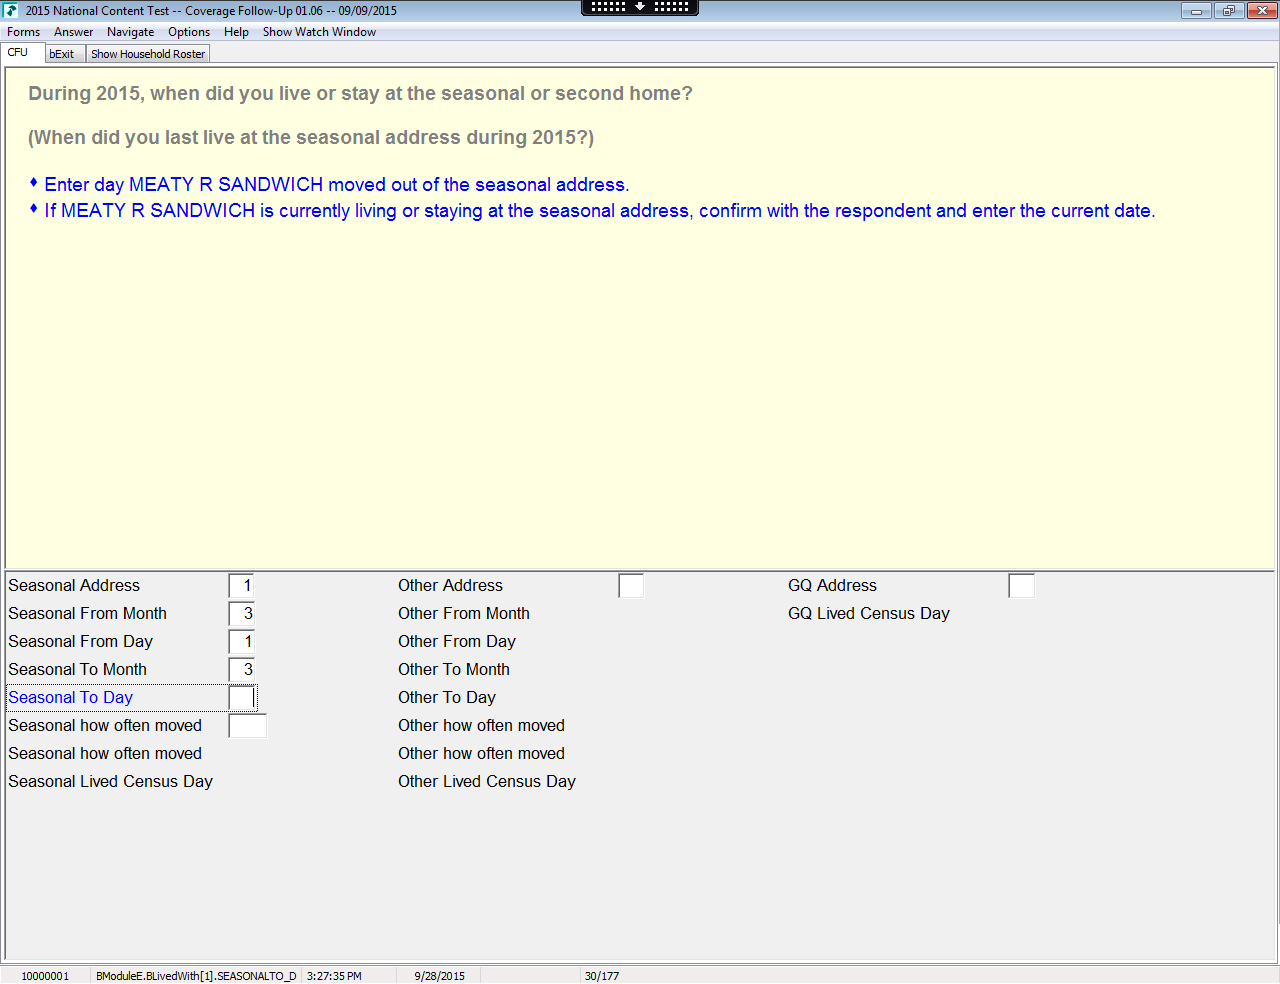 2015 National Content Test -- Coverage Follow-Up 01.06 -- 09/09/2015
Forms Answer Navigate Options Help Show Watch Window
CFU bExit Show Household Roster
During 2015, when did you live or stay at the seasonal or second home?
(When did you last live at the seasonal address during 2015?)
♦ Enter day MEATY R SANDWICH moved out of the seasonal address.
♦ If MEATY R SANDWICH is currently living or staying at the seasonal address, confirm with the respondent and enter the current date.
Seasonal Address 1 Other Address GQ Address
Seasonal From Month 3 Other From Month GQ Lived Census Day
Seasonal From Day 1 Other From Day
Seasonal To Month 3 Other To Month
Seasonal To Day Other To Day
Seasonal how often moved Other how often moved
Seasonal how often moved Other how often moved
Seasonal Lived Census Day Other Lived Census Day
10000001 BModuleE.BLivedWith[1].SEASONALTO_D 3:27:35 PM 9/28/2015 30/177